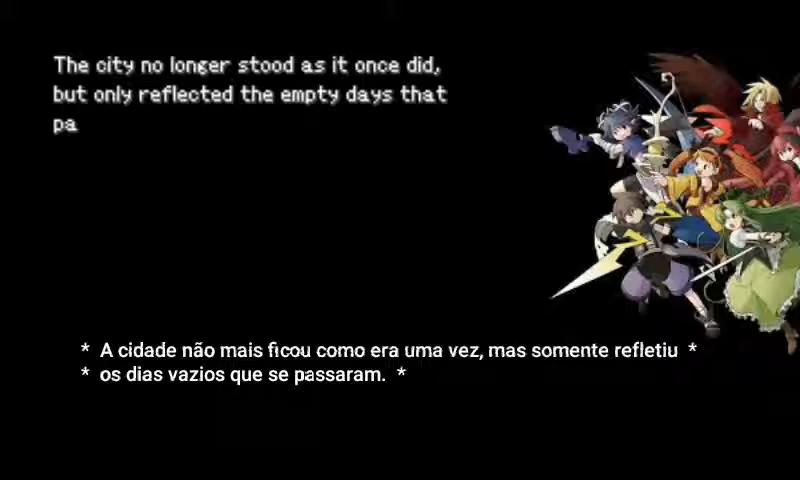 The city no longer stood as it once did,
but only reflected the empty days that
pa
* A cidade não mais ficou como era uma vez, mas somente refletiu *
* os dias vazios que se passaram. *